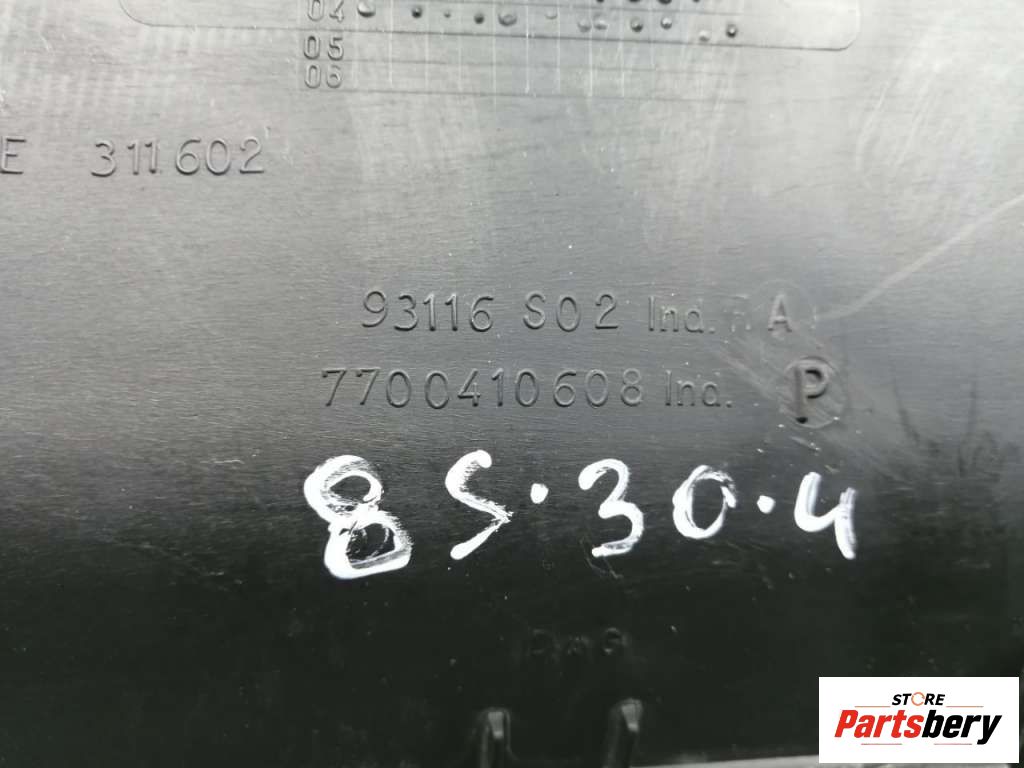 04
05
06
E 311602
93116 S02 Ind. A
7700410608 Ind. P
85.30.4
STORE
Partsbery